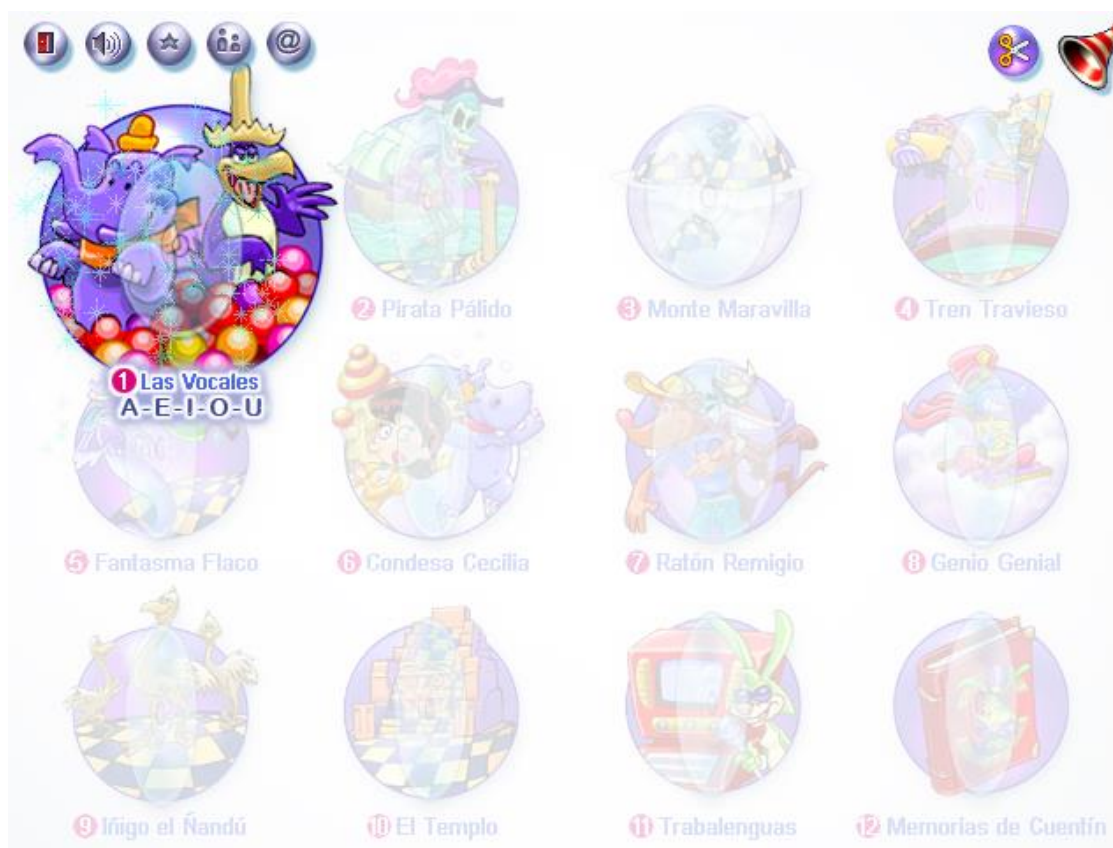 @
1 Las Vocales
A-E-I-O-U
2 Pirata Pálido
3 Monte Maravilla
4 Tren Travieso
5 Fantasma Flaco
6 Condesa Cecilia
7 Ratón Remigio
8 Genio Genial
9 Iñigo el Ñandú
10 El Templo
11 Trabalenguas
12 Memorias de Cuentín